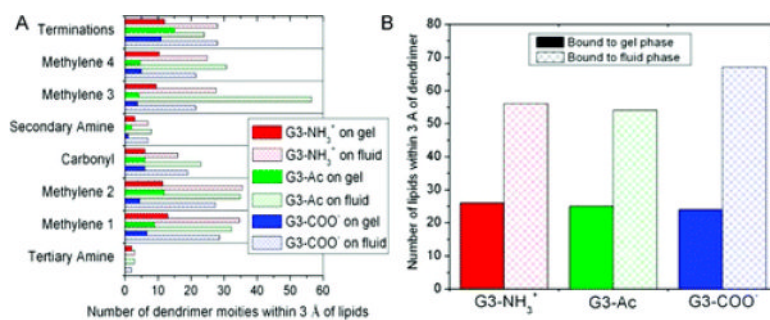 A
Terminations
Methylene 4
Methylene 3
Secondary Amine
Carbonyl
Methylene 2
Methylene 1
Tertiary Amine
G3-NH₃⁺ on gel
G3-NH₃⁺ on fluid
G3-Ac on gel
G3-Ac on fluid
G3-COO⁻ on gel
G3-COO⁻ on fluid
0 10 20 30 40 50 60
Number of dendrimer moities within 3 Å of lipids
B
Number of lipids within 3 Å of dendrimer
80
70
60
50
40
30
20
10
0
Bound to gel phase
Bound to fluid phase
G3-NH₃⁺ G3-Ac G3-COO⁻